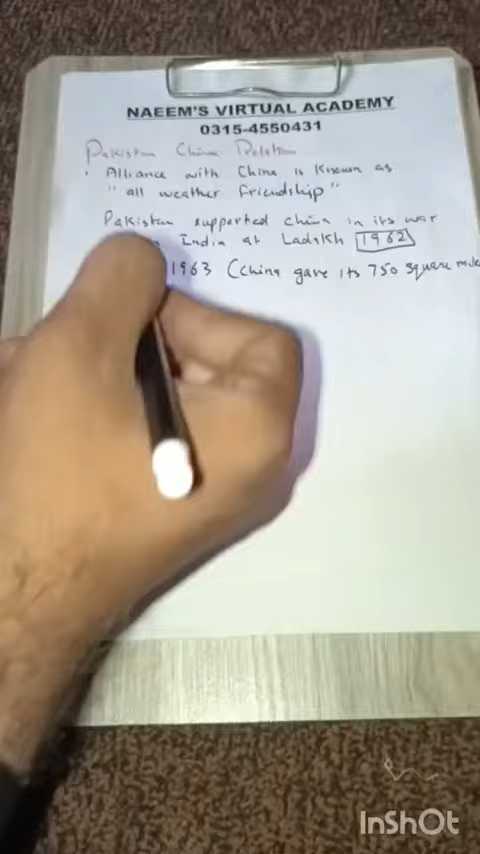 NAEEM'S VIRTUAL ACADEMY
0315-4550431
Pakistan China Relation
• Alliance with China is known as
"all weather friendship"
Pakistan supported china in its war
India at Ladakh 1962
1963 (China gave its 750 square mile
InShOt